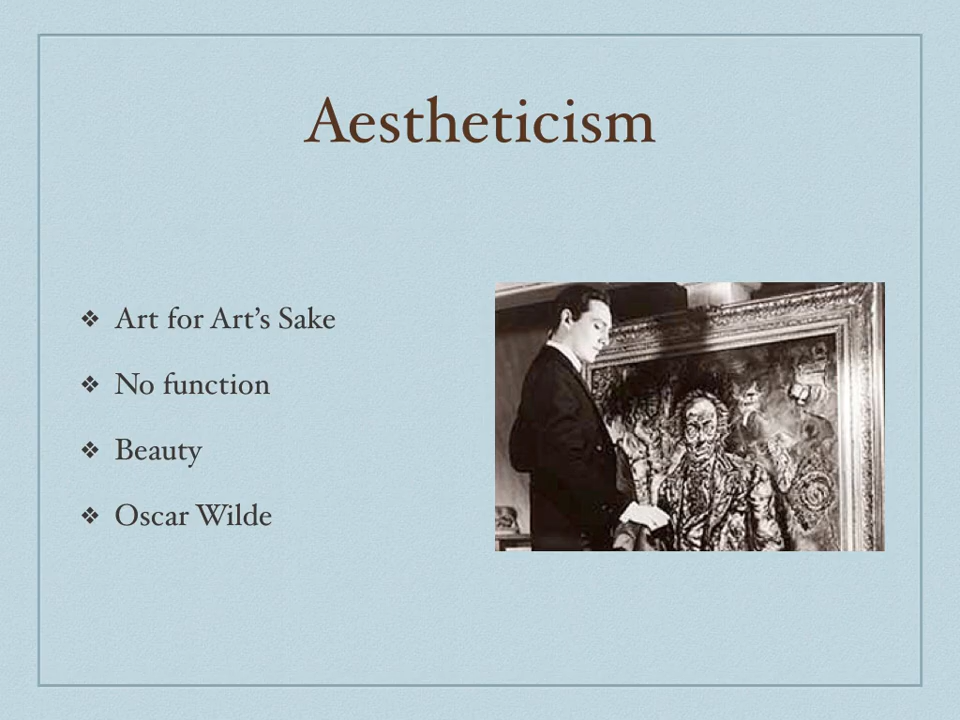 Aestheticism
❖ Art for Art’s Sake
❖ No function
❖ Beauty
❖ Oscar Wilde